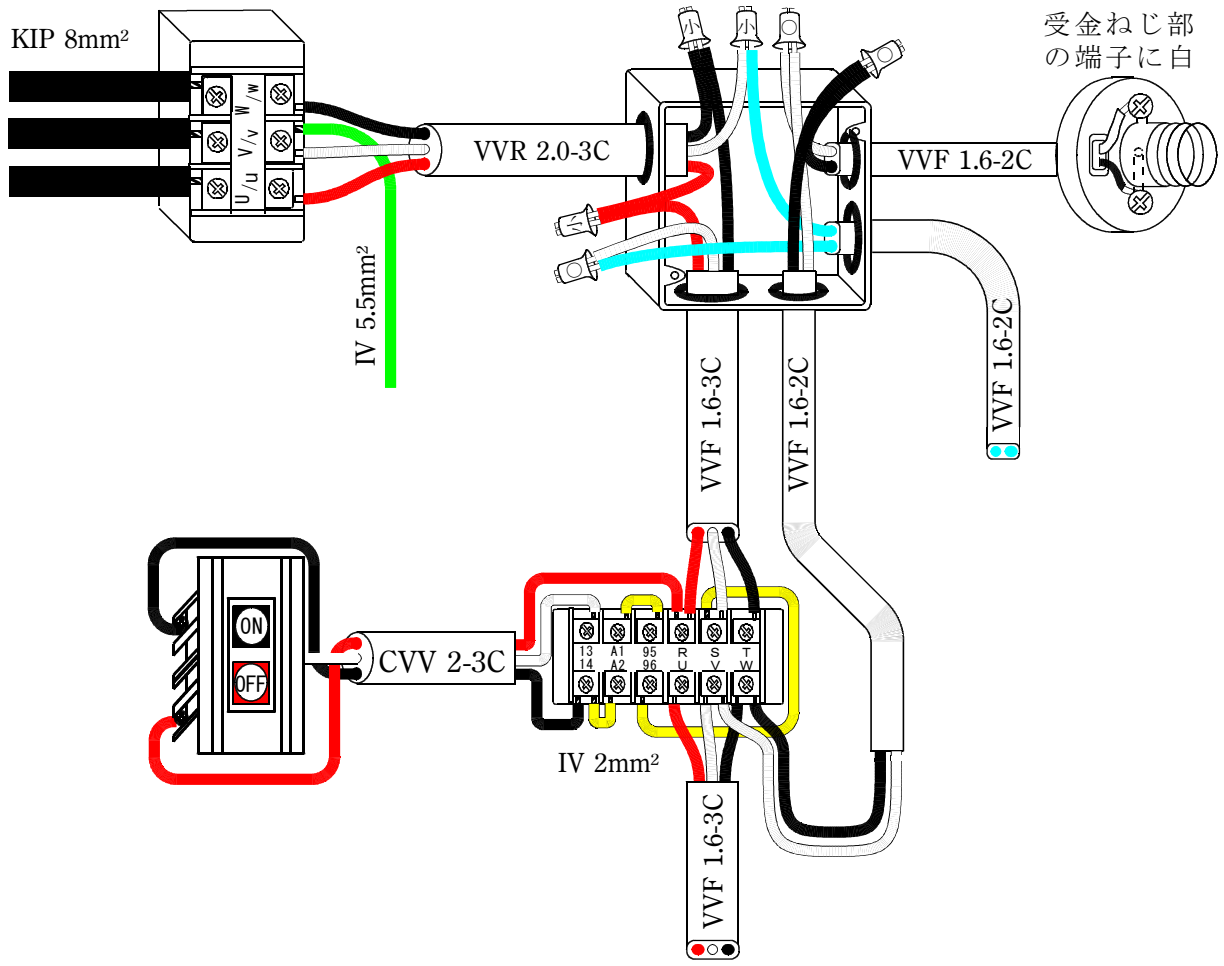 KIP 8mm²
受金ねじ部
の端子に白
小
小
○
小
○
W/w
V/v
U/u
VVR 2.0-3C
VVF 1.6-2C
IV 5.5mm²
VVF 1.6-2C
VVF 1.6-3C
VVF 1.6-2C
ON
OFF
CVV 2-3C
13 A1 95 R S T
14 A2 96 U V W
IV 2mm²
VVF 1.6-3C